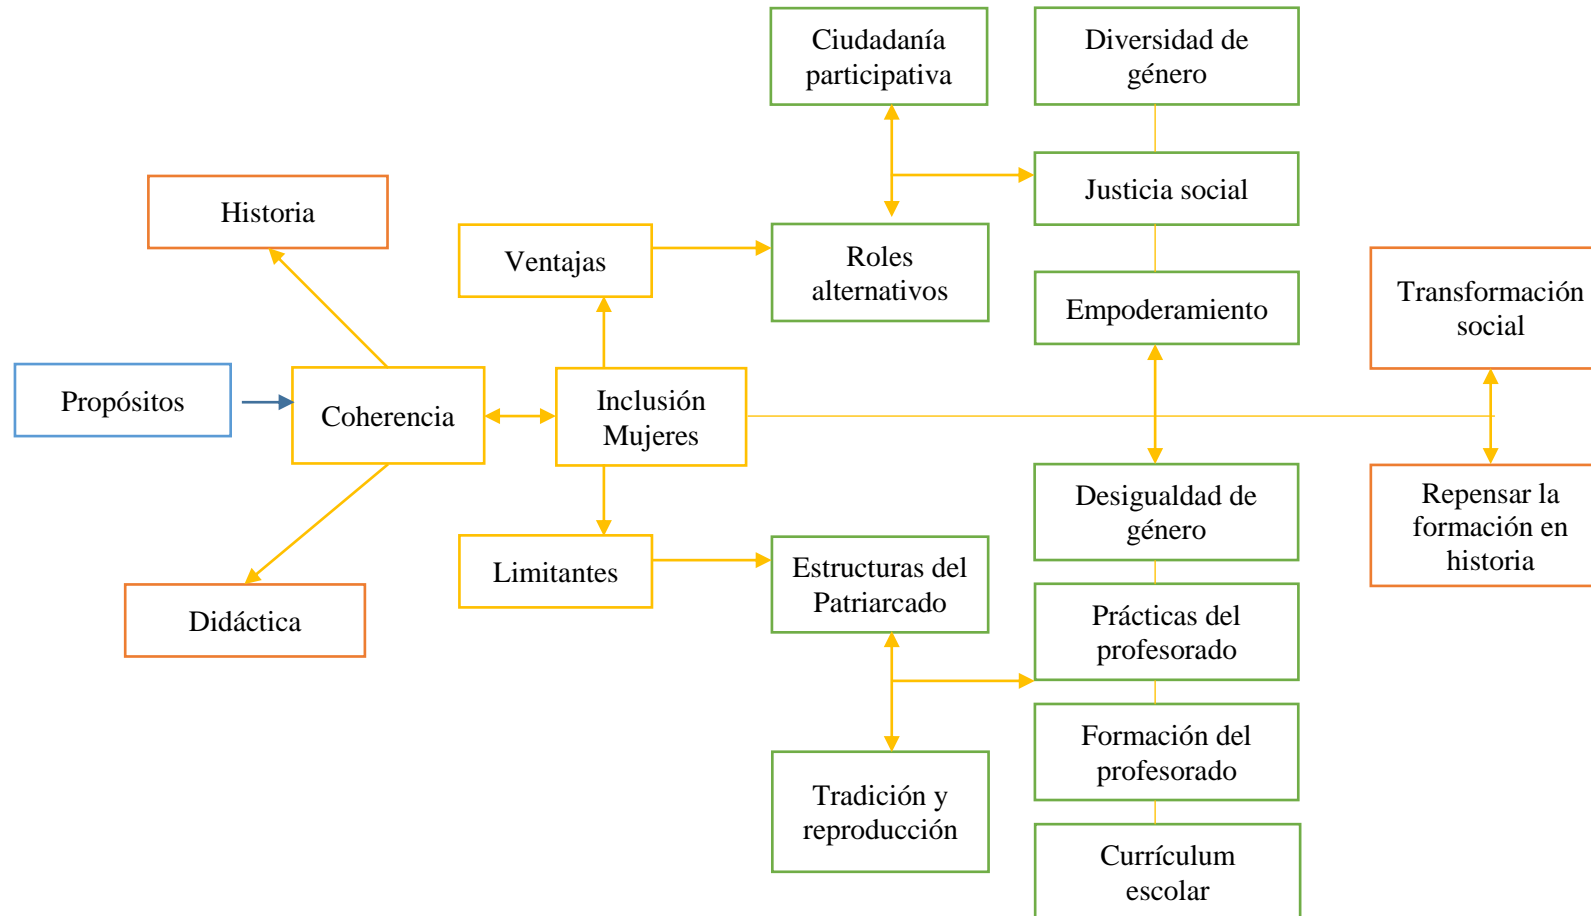 Ciudadanía
participativa
Diversidad de
género
Historia
Justicia social
Ventajas
Roles
alternativos
Empoderamiento
Transformación
social
Propósitos
Coherencia
Inclusión
Mujeres
Desigualdad de
género
Repensar la
formación en
historia
Limitantes
Estructuras del
Patriarcado
Didáctica
Prácticas del
profesorado
Formación del
profesorado
Tradición y
reproducción
Currículum
escolar